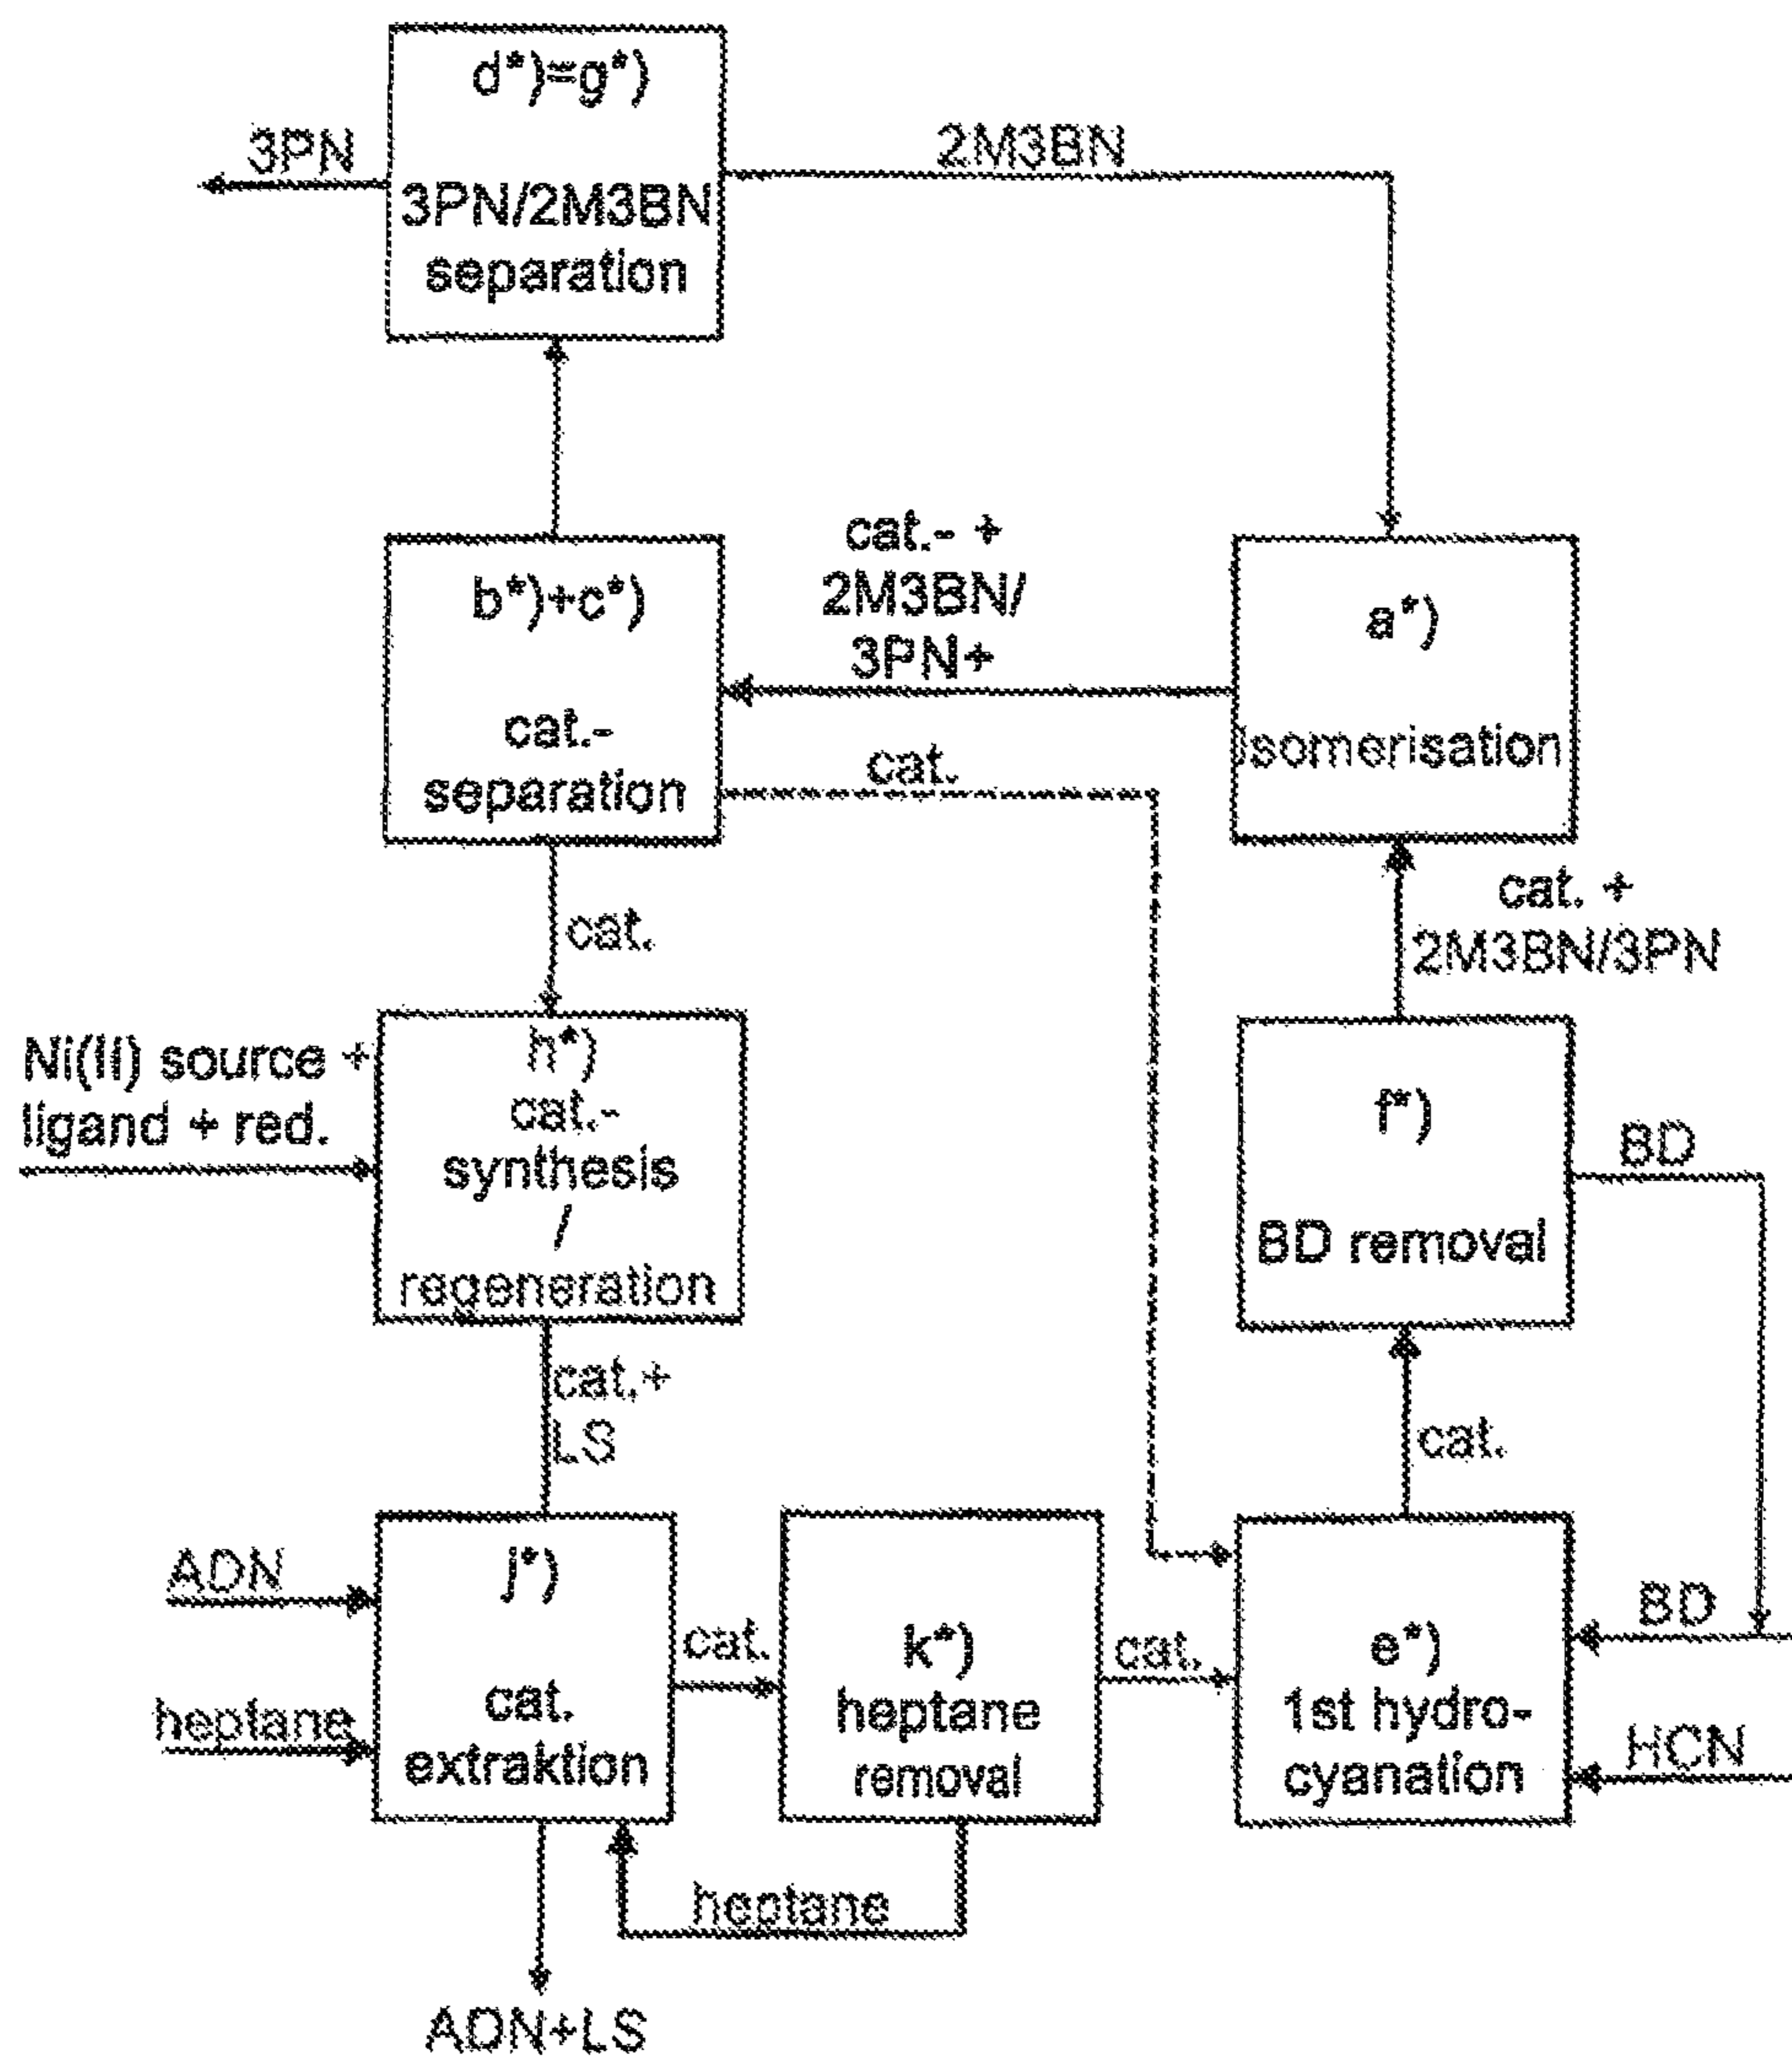 d*)=g*)
3PN/2M3BN
separation
3PN
2M3BN
b*)+c*)
cat.-
separation
cat.- +
2M3BN/
3PN+
cat.
a*)
Isomerisation
cat.
cat. +
2M3BN/3PN
Ni(II) source +
ligand + red.
h*)
cat.-
synthesis
/
regeneration
f*)
BD removal
BD
cat.+
LS
cat.
ADN
heptane
j*)
cat.
extraktion
cat.
k*)
heptane
removal
cat.
e*)
1st hydro-
cyanation
BD
HCN
heptane
ADN+LS